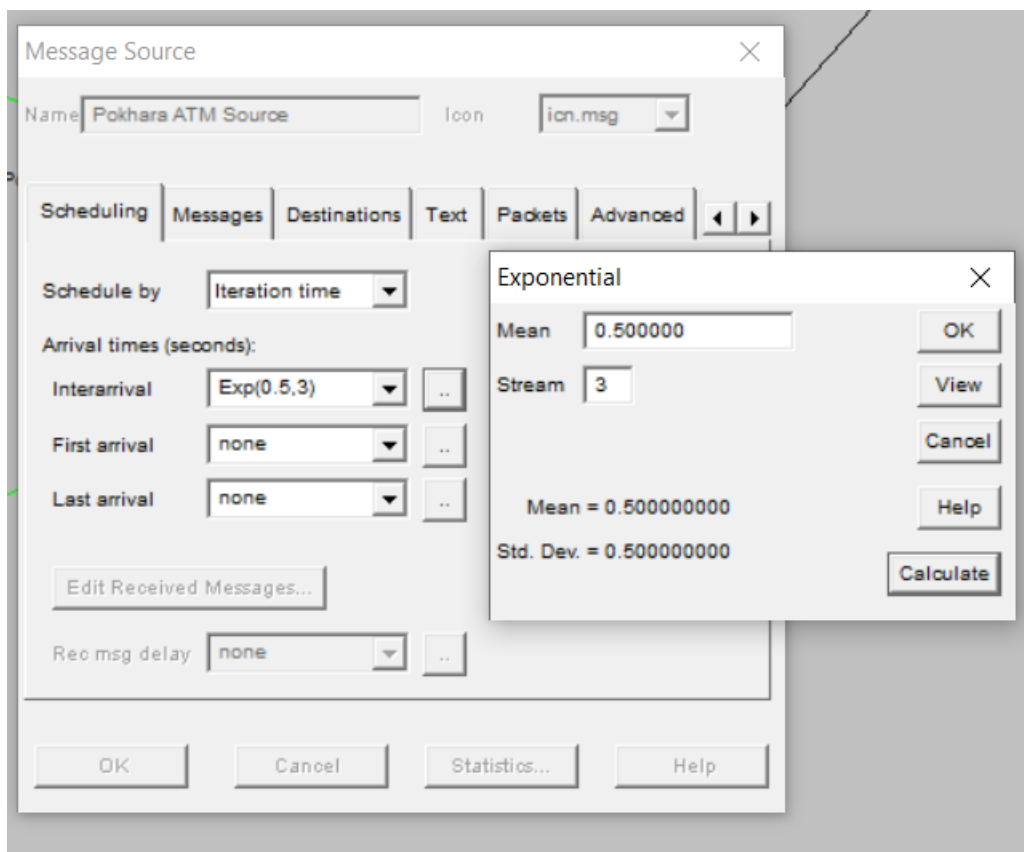 Message Source
Name Pokhara ATM Source Icon icn.msg
Scheduling Messages Destinations Text Packets Advanced
Schedule by Iteration time
Arrival times (seconds):
Interarrival Exp(0.5,3) ..
First arrival none ..
Last arrival none ..
Edit Received Messages...
Rec msg delay none ..
OK Cancel Statistics... Help
Exponential
Mean 0.500000 OK
Stream 3 View
Cancel
Mean = 0.500000000 Help
Std. Dev. = 0.500000000
Calculate